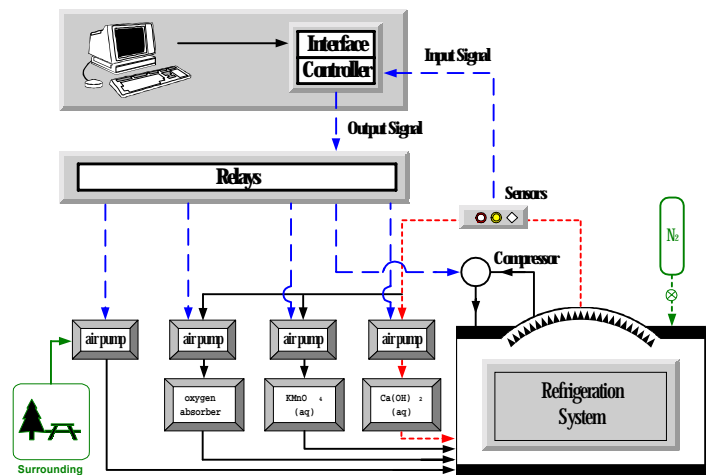 Interface
Controller
Input Signal
Output Signal
Relays
Sensors
N2
Compressor
air pump
air pump
air pump
air pump
oxygen
absorber
KMnO 4
(aq)
Ca(OH) 2
(aq)
Refrigeration
System
Surrounding